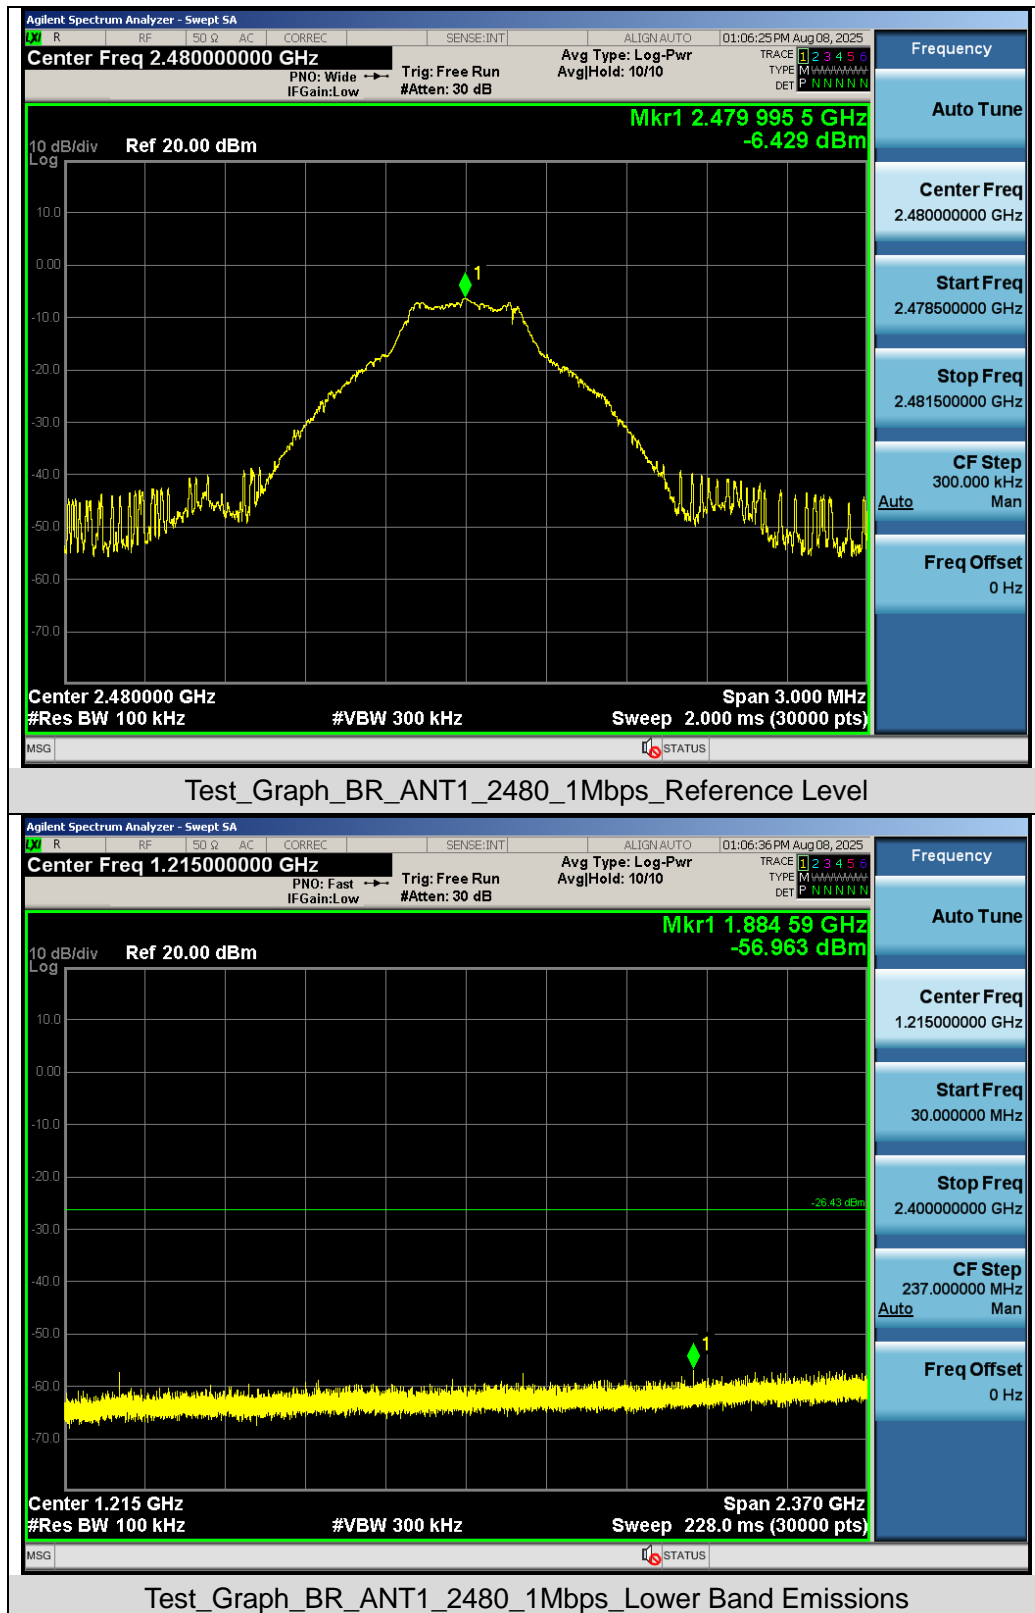 Agilent Spectrum Analyzer - Swept SA
LXI R RF 50 Ω AC CORREC SENSE:INT ALIGN AUTO 01:06:25 PM Aug 08, 2025
Center Freq 2.480000000 GHz
PNO: Wide
IFGain:Low
Trig: Free Run
#Atten: 30 dB
Avg Type: Log-Pwr
Avg|Hold: 10/10
TRACE 1 2 3 4 5 6
TYPE M
DET P N N N N N
Mkr1 2.479 995 5 GHz
-6.429 dBm
10 dB/div Ref 20.00 dBm
Log
10.0
0.00
1
-10.0
-20.0
-30.0
-40.0
-50.0
-60.0
-70.0
Center 2.480000 GHz Span 3.000 MHz
#Res BW 100 kHz #VBW 300 kHz Sweep 2.000 ms (30000 pts)
MSG STATUS
Frequency
Auto Tune
Center Freq
2.480000000 GHz
Start Freq
2.478500000 GHz
Stop Freq
2.481500000 GHz
CF Step
300.000 kHz
Auto Man
Freq Offset
0 Hz
Test_Graph_BR_ANT1_2480_1Mbps_Reference Level
Agilent Spectrum Analyzer - Swept SA
LXI R RF 50 Ω AC CORREC SENSE:INT ALIGN AUTO 01:06:36 PM Aug 08, 2025
Center Freq 1.215000000 GHz
PNO: Fast
IFGain:Low
Trig: Free Run
#Atten: 30 dB
Avg Type: Log-Pwr
Avg|Hold: 10/10
TRACE 1 2 3 4 5 6
TYPE M
DET P N N N N N
Mkr1 1.884 59 GHz
-56.963 dBm
10 dB/div Ref 20.00 dBm
Log
10.0
0.00
-10.0
-20.0
-26.43 dBm
-30.0
-40.0
-50.0
1
-60.0
-70.0
Center 1.215 GHz Span 2.370 GHz
#Res BW 100 kHz #VBW 300 kHz Sweep 228.0 ms (30000 pts)
MSG STATUS
Frequency
Auto Tune
Center Freq
1.215000000 GHz
Start Freq
30.000000 MHz
Stop Freq
2.400000000 GHz
CF Step
237.000000 MHz
Auto Man
Freq Offset
0 Hz
Test_Graph_BR_ANT1_2480_1Mbps_Lower Band Emissions